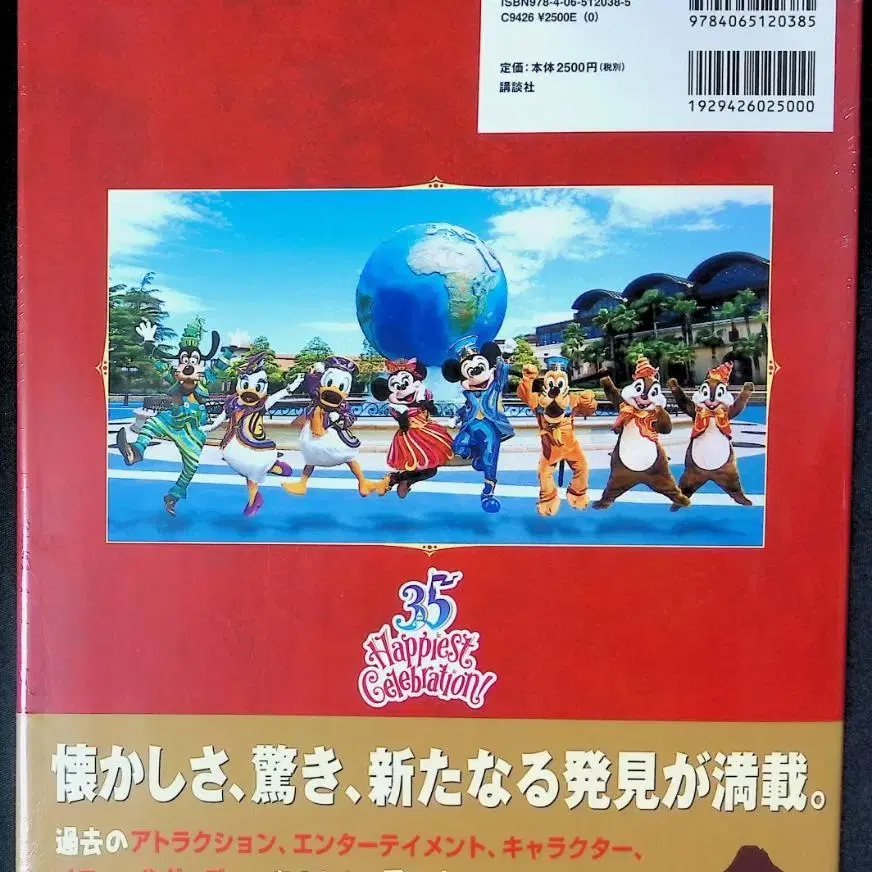 ISBN978-4-06-512038-5
C9426 ¥2500E (0)
9784065120385
定価:本体2500円(税別)
講談社
1929426025000
35
Happiest
Celebration!
懐かしさ、驚き、新たなる発見が満載。
過去のアトラクション、エンターテイメント、キャラクター、